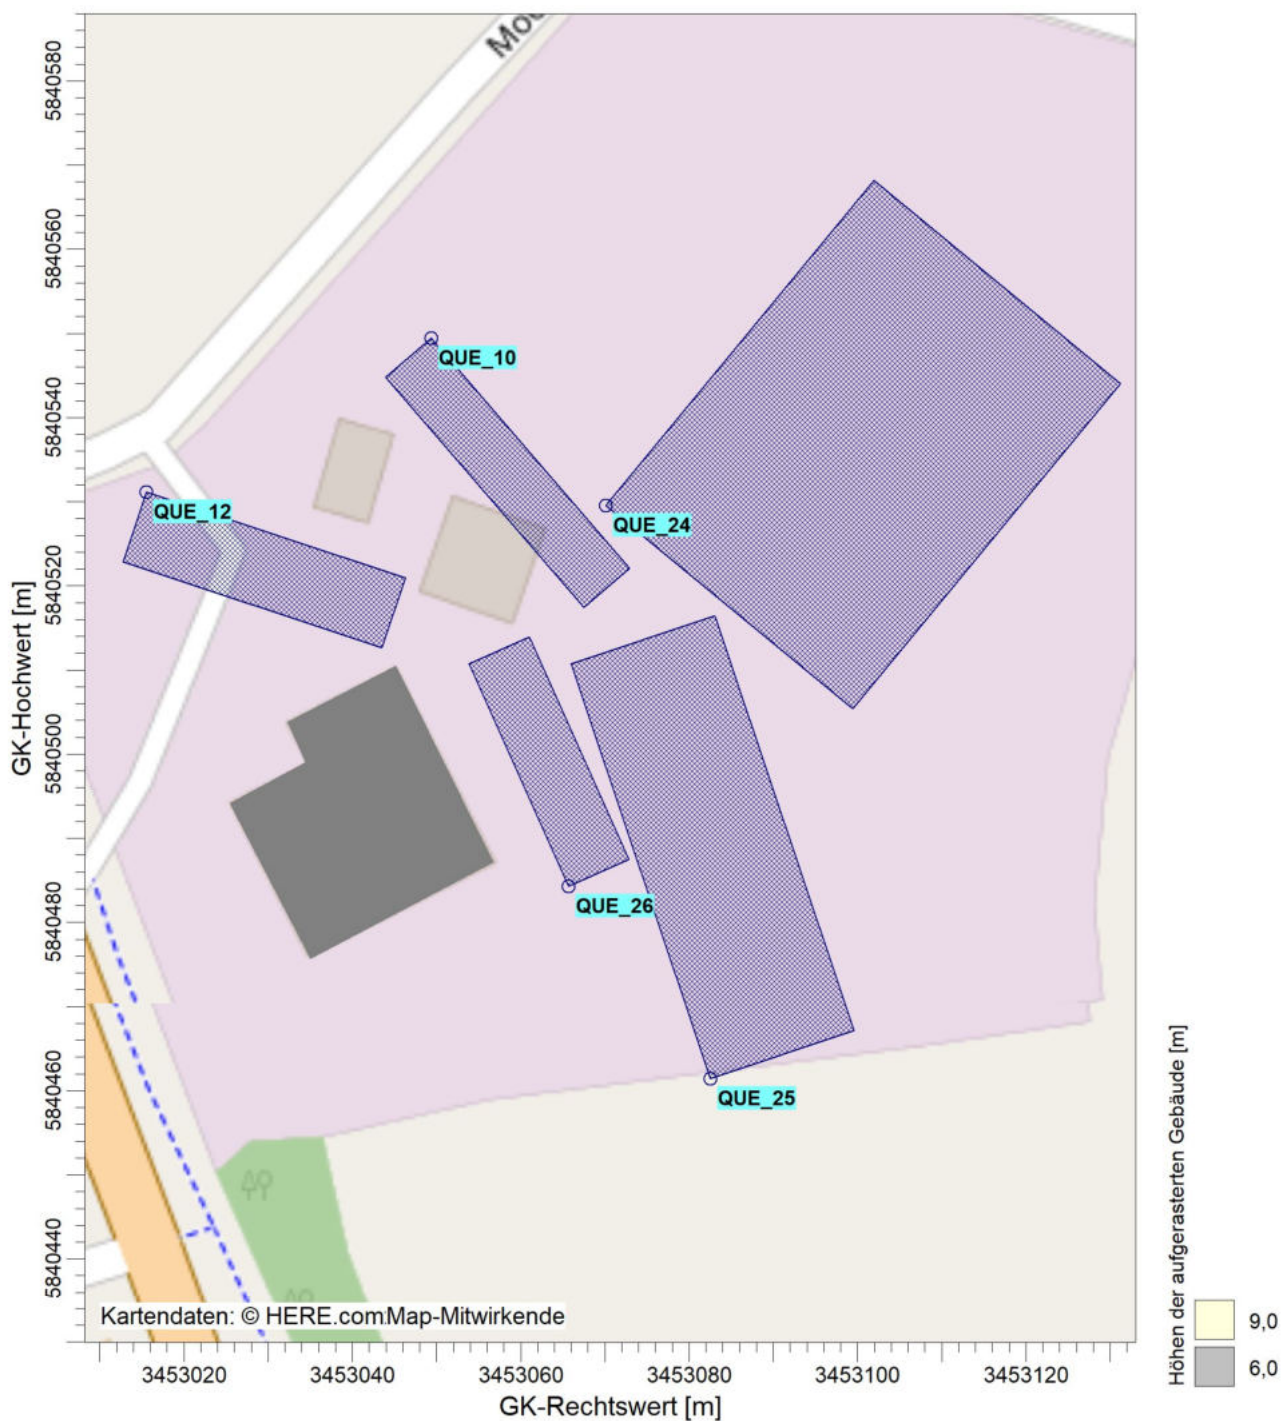 Moo
5840580
5840560
5840540
5840520
5840500
5840480
5840460
5840440
GK-Hochwert [m]
QUE_10
QUE_24
QUE_12
QUE_26
QUE_25
Kartendaten: © HERE.comMap-Mitwirkende
3453020 3453040 3453060 3453080 3453100 3453120
GK-Rechtswert [m]
Höhen der aufgerasterten Gebäude [m]
9,0
6,0